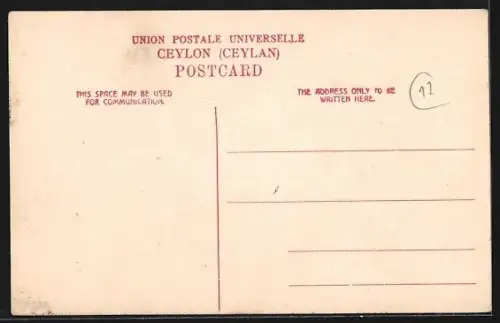 UNION POSTALE UNIVERSELLE
CEYLON (CEYLAN)
POSTCARD
THIS SPACE MAY BE USED
FOR COMMUNICATION.
THE ADDRESS ONLY TO BE
WRITTEN HERE.
92